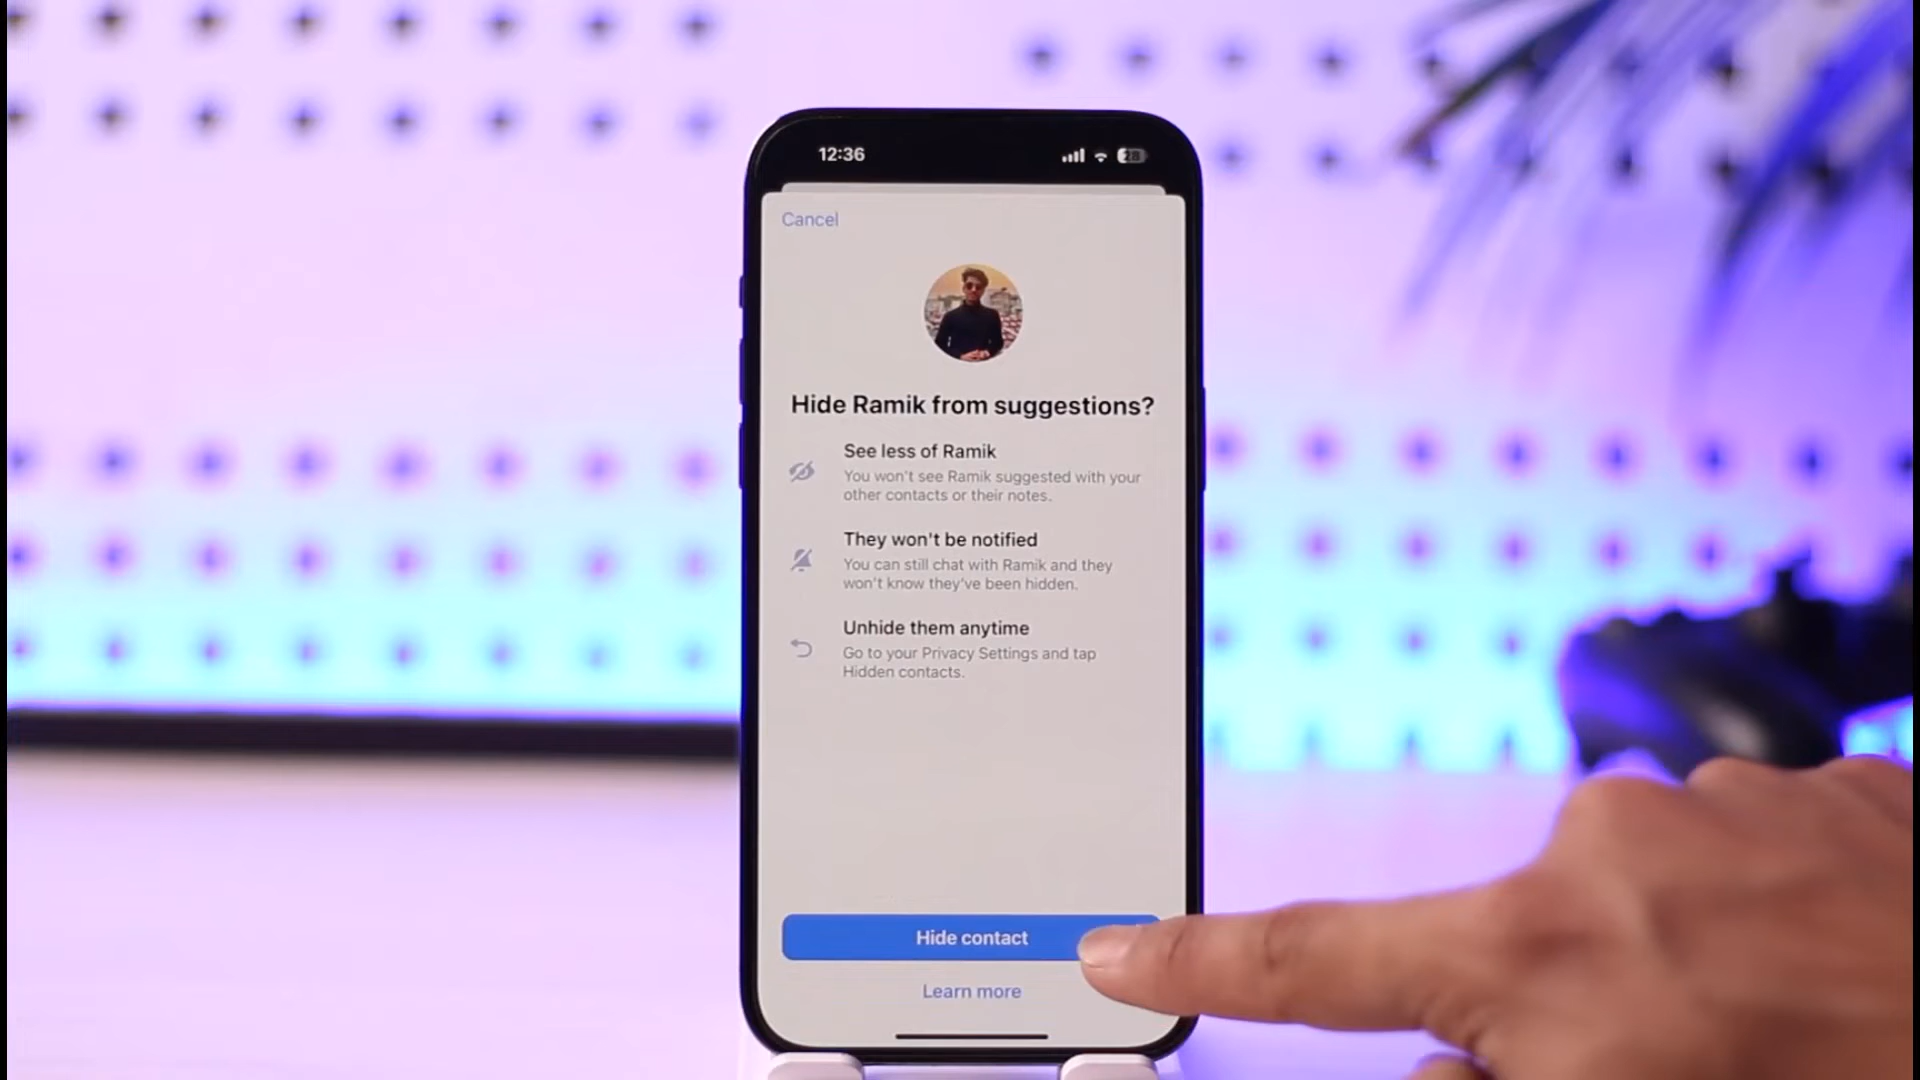 12:36
28
Cancel
Hide Ramik from suggestions?
See less of Ramik
You won't see Ramik suggested with your
other contacts or their notes.
They won't be notified
You can still chat with Ramik and they
won't know they've been hidden.
Unhide them anytime
Go to your Privacy Settings and tap
Hidden contacts.
Hide contact
Learn more